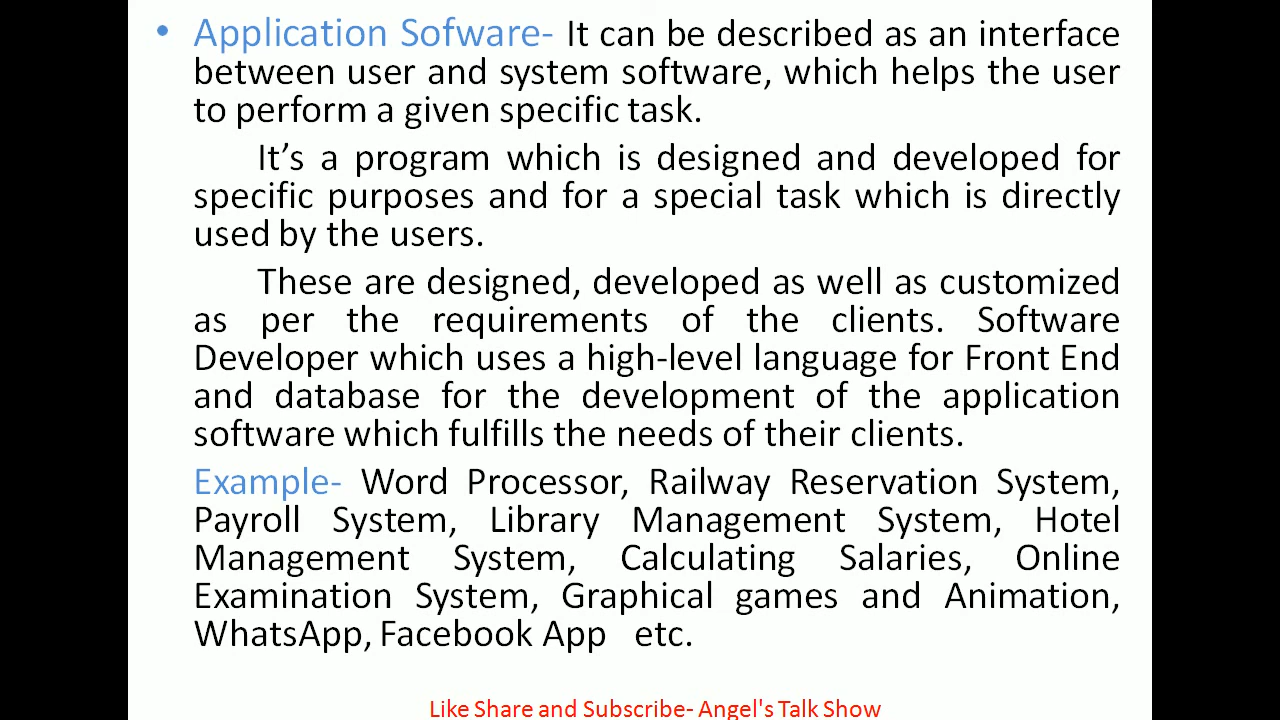 • Application Sofware- It can be described as an interface
between user and system software, which helps the user
to perform a given specific task.
It’s a program which is designed and developed for
specific purposes and for a special task which is directly
used by the users.
These are designed, developed as well as customized
as per the requirements of the clients. Software
Developer which uses a high-level language for Front End
and database for the development of the application
software which fulfills the needs of their clients.
Example- Word Processor, Railway Reservation System,
Payroll System, Library Management System, Hotel
Management System, Calculating Salaries, Online
Examination System, Graphical games and Animation,
WhatsApp, Facebook App etc.
Like Share and Subscribe- Angel's Talk Show